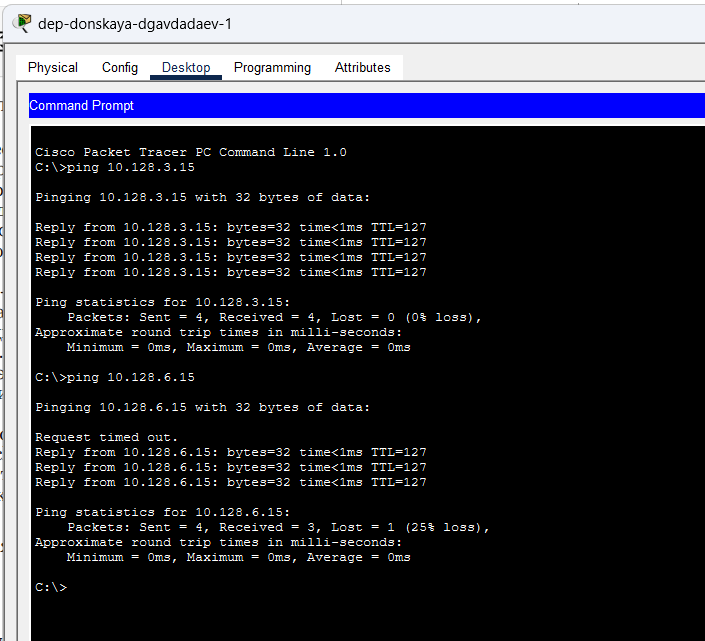 dep-donskaya-dgavdadaev-1
Physical Config Desktop Programming Attributes
Command Prompt
Cisco Packet Tracer PC Command Line 1.0
C:\>ping 10.128.3.15
Pinging 10.128.3.15 with 32 bytes of data:
Reply from 10.128.3.15: bytes=32 time<1ms TTL=127
Reply from 10.128.3.15: bytes=32 time<1ms TTL=127
Reply from 10.128.3.15: bytes=32 time<1ms TTL=127
Reply from 10.128.3.15: bytes=32 time<1ms TTL=127
Ping statistics for 10.128.3.15:
Packets: Sent = 4, Received = 4, Lost = 0 (0% loss),
Approximate round trip times in milli-seconds:
Minimum = 0ms, Maximum = 0ms, Average = 0ms
C:\>ping 10.128.6.15
Pinging 10.128.6.15 with 32 bytes of data:
Request timed out.
Reply from 10.128.6.15: bytes=32 time<1ms TTL=127
Reply from 10.128.6.15: bytes=32 time<1ms TTL=127
Reply from 10.128.6.15: bytes=32 time<1ms TTL=127
Ping statistics for 10.128.6.15:
Packets: Sent = 4, Received = 3, Lost = 1 (25% loss),
Approximate round trip times in milli-seconds:
Minimum = 0ms, Maximum = 0ms, Average = 0ms
C:\>